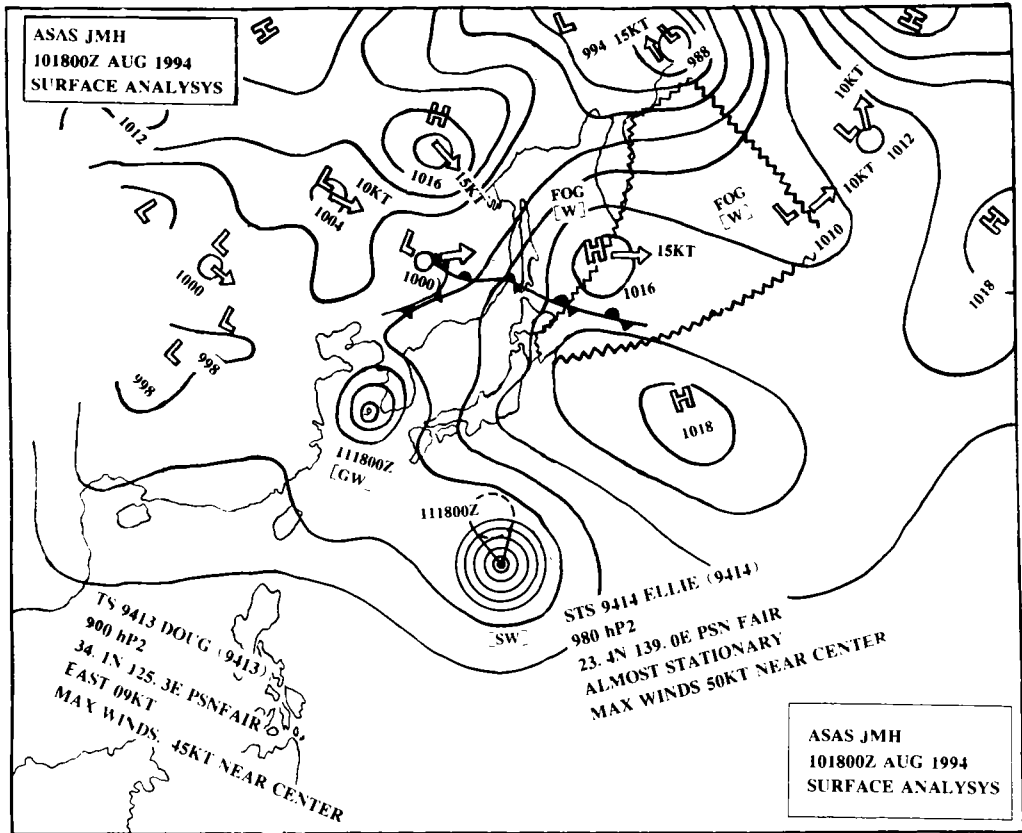 ASAS JMH
101800Z AUG 1994
SURFACE ANALYSYS
H
L
994
15KT
L
988
H
10KT
L
1012
1012
H
1016
15KT
L
10KT
1004
FOG
[W]
FOG
[W]
10KT
L
1010
H
1018
L
L
1000
L
1000
H
15KT
1016
L
L
998
998
H
1018
111800Z
[GW
111800Z
[SW]
TS 9413 DOUG (9413)
900 hP2
34. 1N 125. 3E PSNFAIR
EAST 09KT
MAX WINDS. 45KT NEAR CENTER
STS 9414 ELLIE (9414)
980 hP2
23. 4N 139. 0E PSN FAIR
ALMOST STATIONARY
MAX WINDS 50KT NEAR CENTER
ASAS JMH
101800Z AUG 1994
SURFACE ANALYSYS